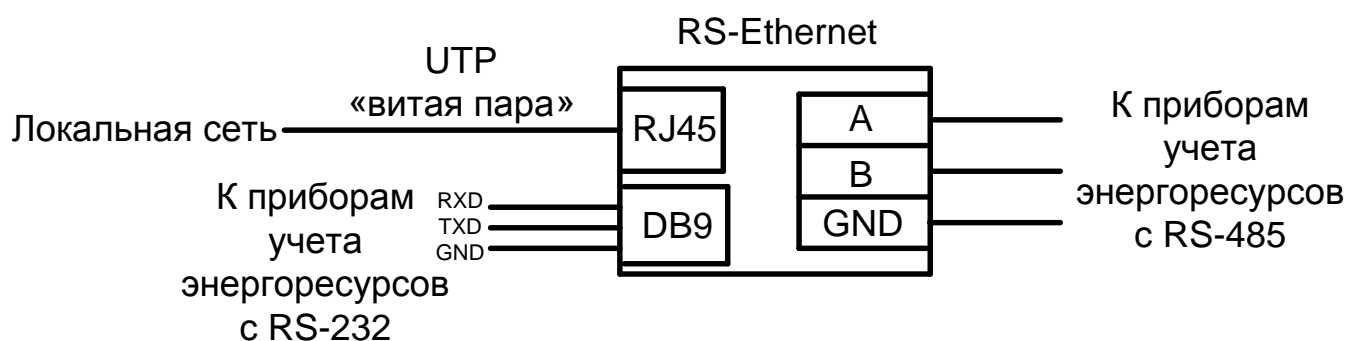 RS-Ethernet
UTP
«витая пара»
Локальная сеть
RJ45
A
B
GND
К приборам
учета
энергоресурсов
с RS-485
К приборам
учета
энергоресурсов
с RS-232
RXD
TXD
GND
DB9